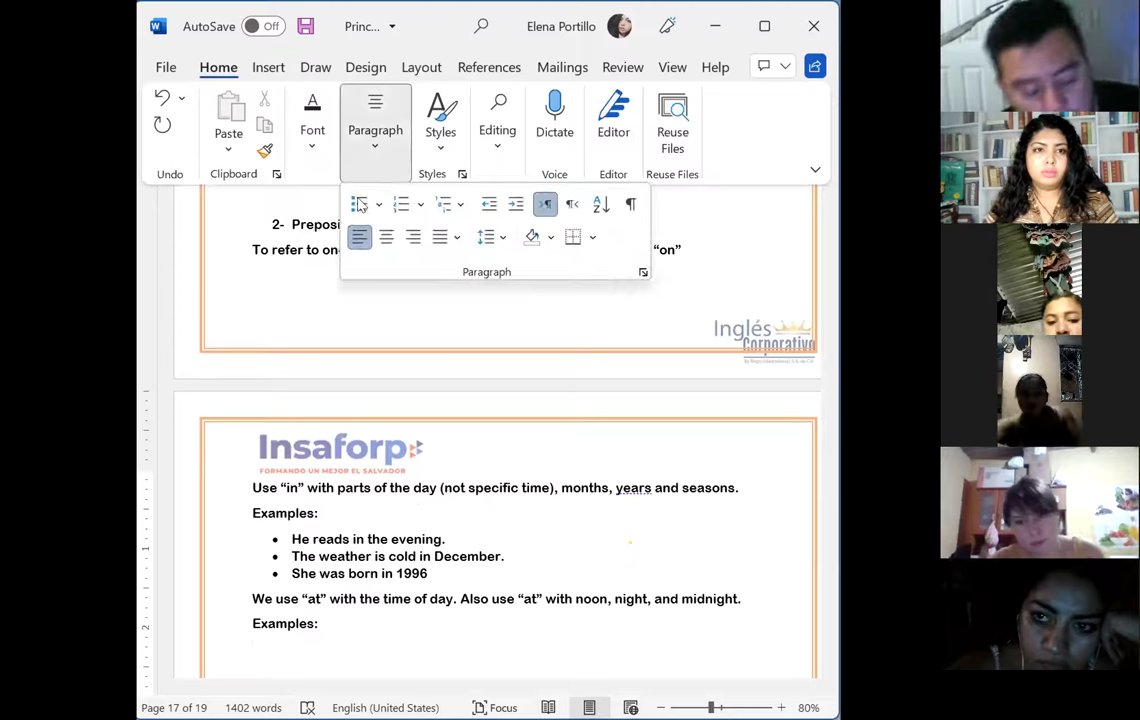 AutoSave Off Princ... Elena Portillo
File Home Insert Draw Design Layout References Mailings Review View Help
Paste Font Paragraph Styles Editing Dictate Editor Reuse Files
Undo Clipboard Styles Voice Editor Reuse Files
2- Preposi
To refer to on “on”
Paragraph
Inglés
Corporativo
Insaforp
FORMANDO UN MEJOR EL SALVADOR
Use “in” with parts of the day (not specific time), months, years and seasons.
Examples:
• He reads in the evening.
• The weather is cold in December.
• She was born in 1996
We use “at” with the time of day. Also use “at” with noon, night, and midnight.
Examples:
1
2
Page 17 of 19 1402 words English (United States) Focus 80%